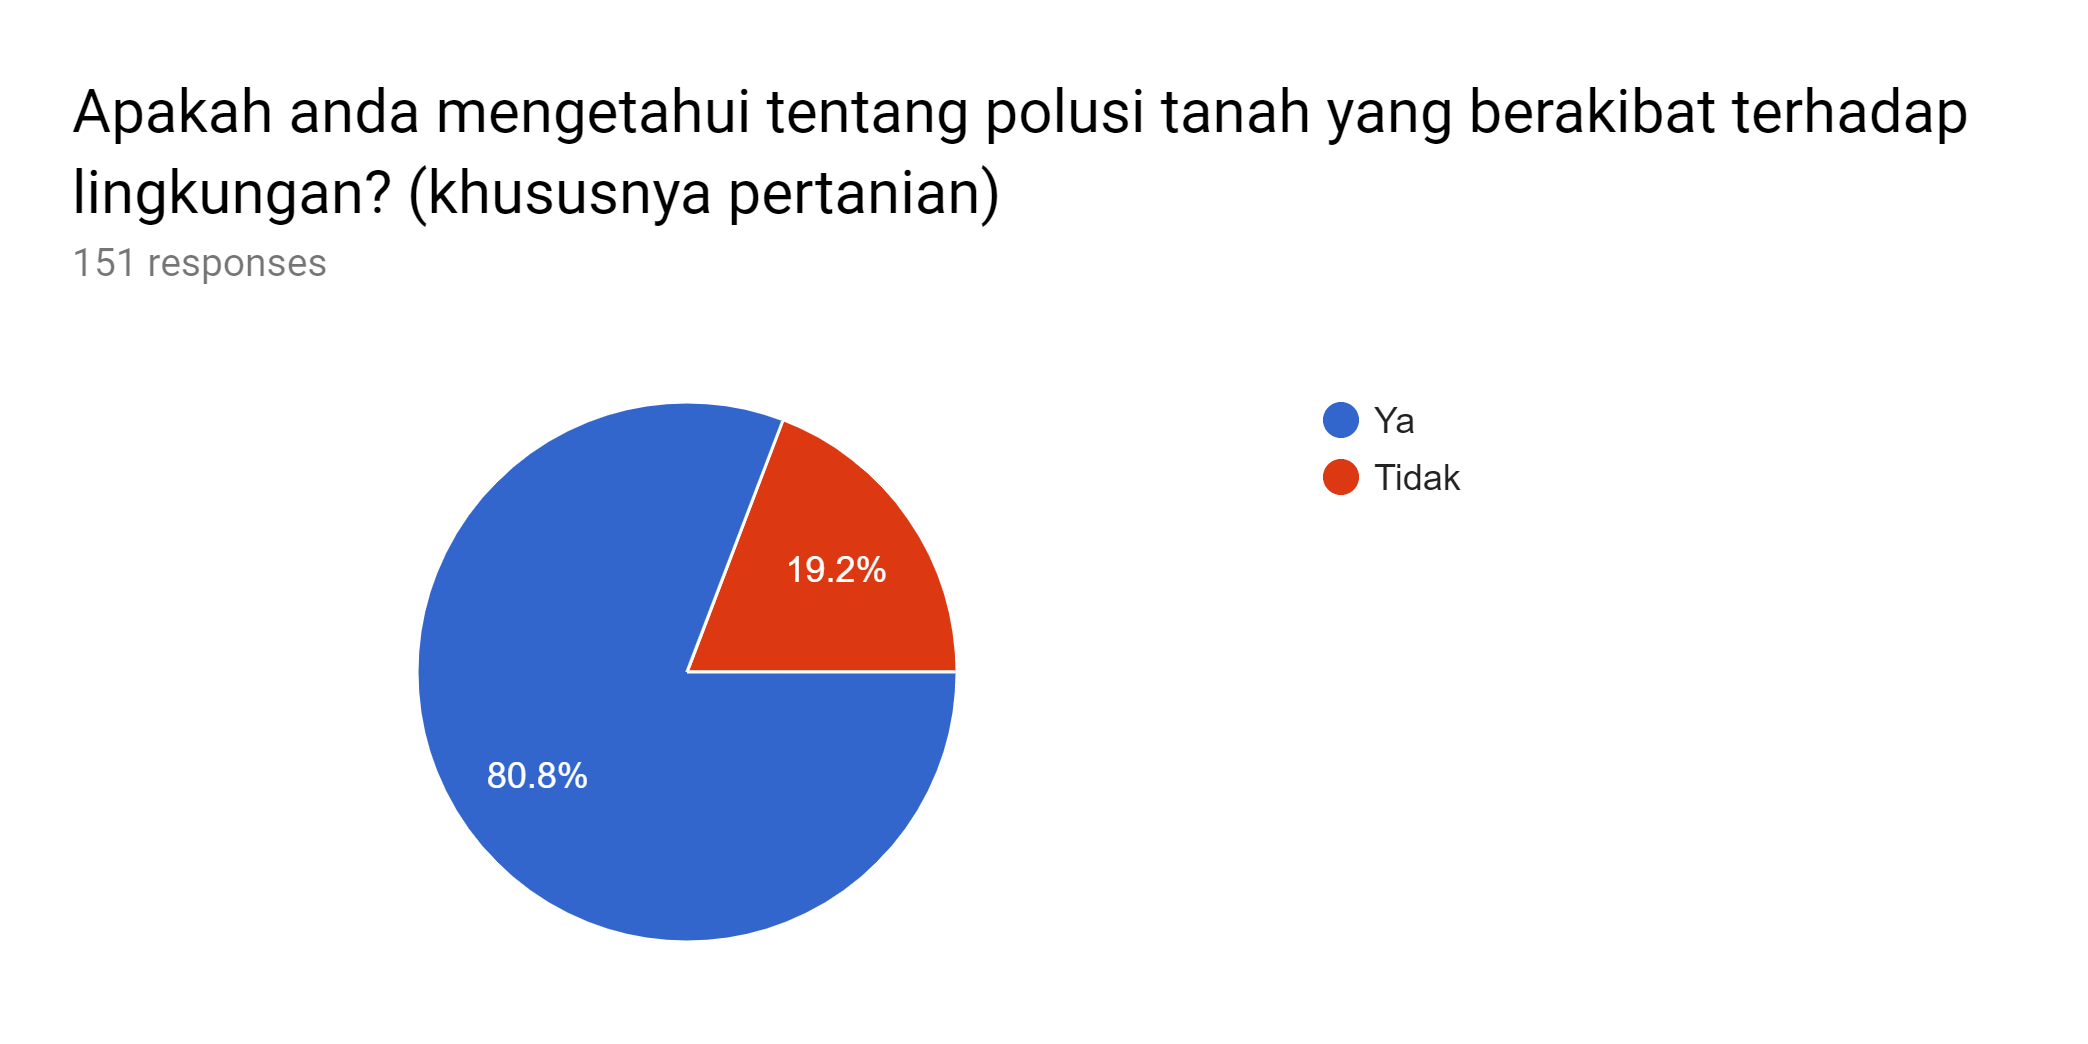 Apakah anda mengetahui tentang polusi tanah yang berakibat terhadap
lingkungan? (khususnya pertanian)
151 responses
Ya
Tidak
19.2%
80.8%